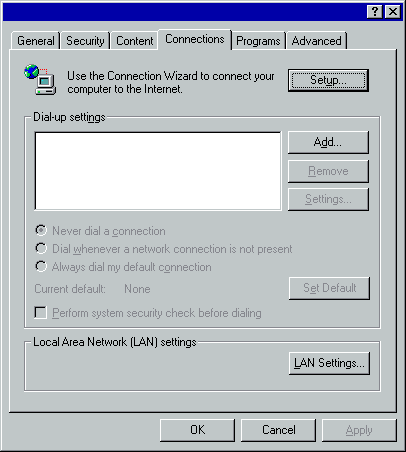 General Security Content Connections Programs Advanced
Use the Connection Wizard to connect your
computer to the Internet.
Setup...
Dial-up settings
Add...
Remove
Settings...
Never dial a connection
Dial whenever a network connection is not present
Always dial my default connection
Current default: None
Set Default
Perform system security check before dialing
Local Area Network (LAN) settings
LAN Settings...
OK Cancel Apply